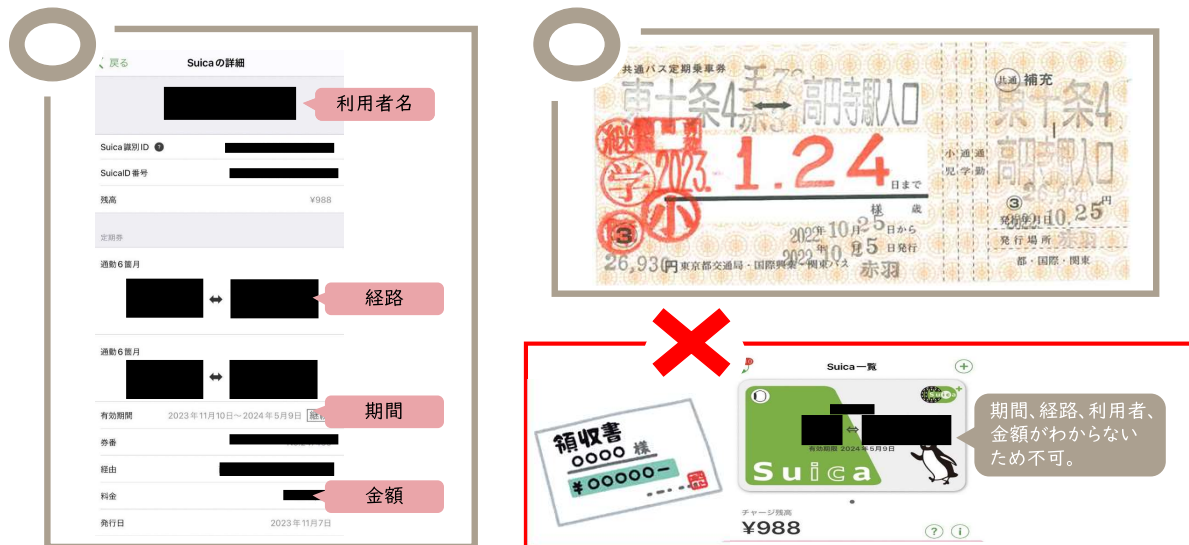 戻る
Suicaの詳細
利用者名
Suica識別ID
SuicaID番号
残高 ¥988
定期券
通勤6箇月
⇔
経路
通勤6箇月
⇔
有効期間 2023年11月10日～2024年5月9日
期間
券番
経由
料金
金額
発行日 2023年11月7日
共通バス定期乗車券
東十条4 ⟷ 高円寺駅入口
継
学
小
③
2023. 1.24 日まで
様 歳
2022年10月25日から
2022年10月25日発行
26,930円 東京都交通局・国際興業・関東バス 赤羽
小児
通学
通勤
共通 補充
東十条4
高円寺駅入口
③
円
発行年月日 10.25
発行場所 赤羽
都・国際・関東
領収書
○○○○ 様
¥00000-
Suica一覧
Suica
⇔
有効期限 2024年5月9日
Suica
チャージ残高
¥988
? i
期間、経路、利用者、
金額がわからない
ため不可。